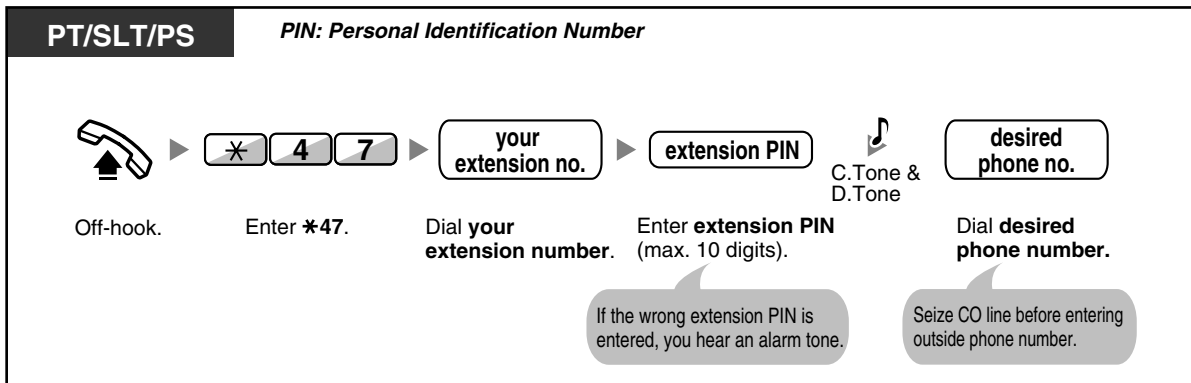 PT/SLT/PS
PIN: Personal Identification Number
✱ 4 7
your
extension no.
extension PIN
C.Tone &
D.Tone
desired
phone no.
Off-hook.
Enter ✱47.
Dial your
extension number.
Enter extension PIN
(max. 10 digits).
Dial desired
phone number.
If the wrong extension PIN is
entered, you hear an alarm tone.
Seize CO line before entering
outside phone number.